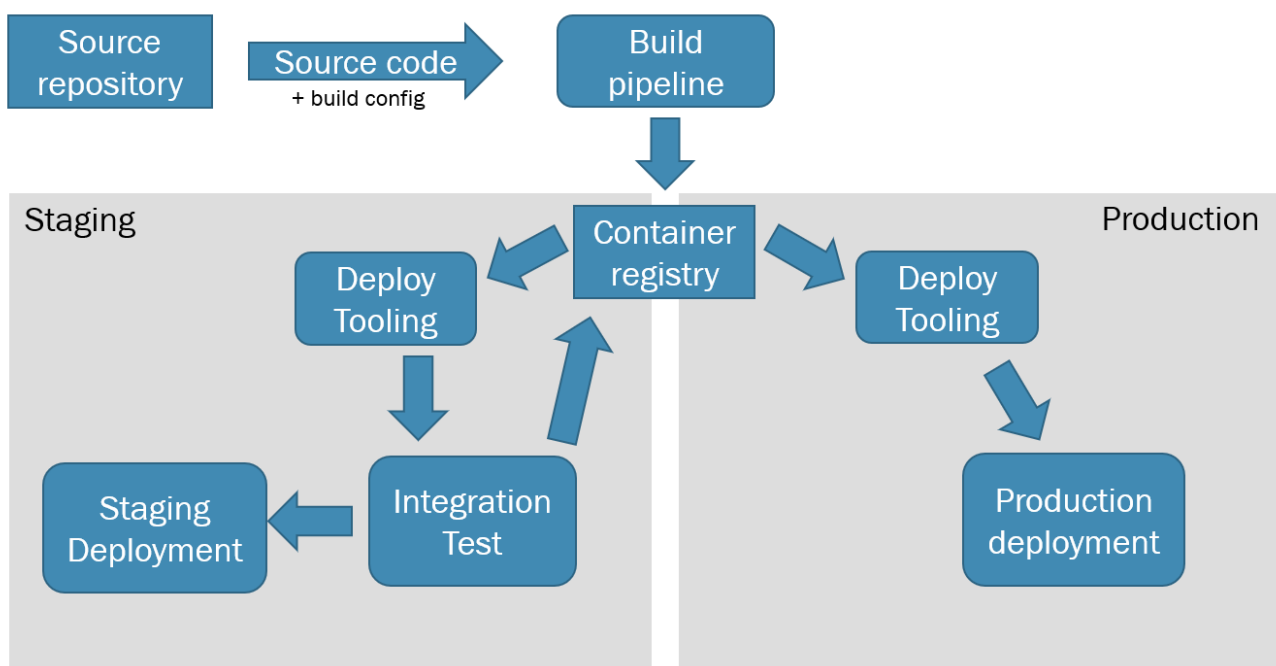 Source
repository
Source code
+ build config
Build
pipeline
Staging
Container
registry
Production
Deploy
Tooling
Deploy
Tooling
Staging
Deployment
Integration
Test
Production
deployment